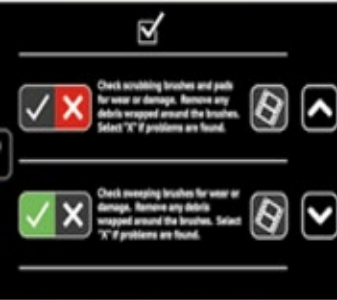 Check scrubbing brushes and pads
for wear or damage. Remove any
debris wrapped around the brushes.
Select "X" if problems are found.
Check sweeping brushes for wear or
damage. Remove any debris
wrapped around the brushes. Select
"X" if problems are found.